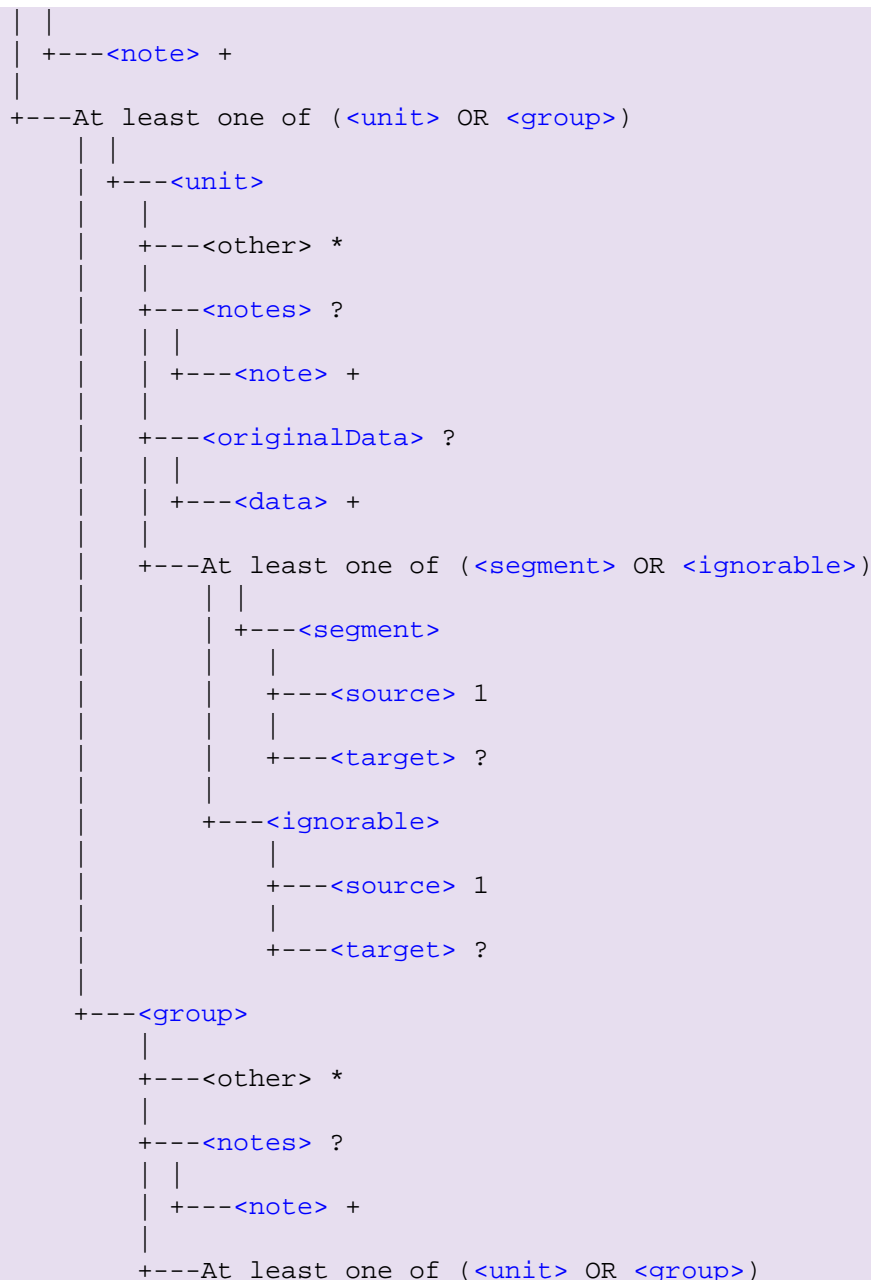 | |
| +---<note> +
|
+---At least one of (<unit> OR <group>)
    | |
    | +---<unit>
    |   |
    |   +---<other> *
    |   |
    |   +---<notes> ?
    |   | |
    |   | +---<note> +
    |   |
    |   +---<originalData> ?
    |   | |
    |   | +---<data> +
    |   |
    |   +---At least one of (<segment> OR <ignorable>)
    |       | |
    |       | +---<segment>
    |       |   |
    |       |   +---<source> 1
    |       |   |
    |       |   +---<target> ?
    |       |
    |       +---<ignorable>
    |           |
    |           +---<source> 1
    |           |
    |           +---<target> ?
    |
    +---<group>
        |
        +---<other> *
        |
        +---<notes> ?
        | |
        | +---<note> +
        |
        +---At least one of (<unit> OR <group>)